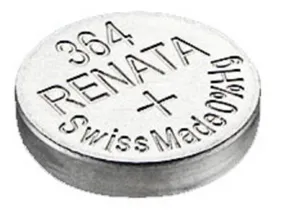 364
RENATA
+
Swiss Made 0%Hg